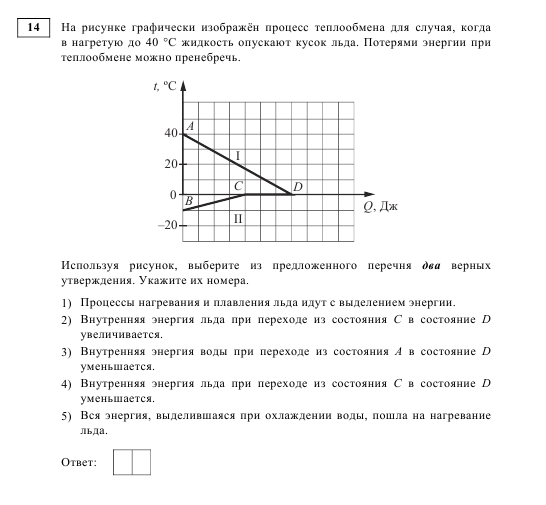 14
На рисунке графически изображён процесс теплообмена для случая, когда
в нагретую до 40 °С жидкость опускают кусок льда. Потерями энергии при
теплообмене можно пренебречь.
t, °С
40
20
0
−20
A
I
B
C
D
II
Q, Дж
Используя рисунок, выберите из предложенного перечня два верных
утверждения. Укажите их номера.
1) Процессы нагревания и плавления льда идут с выделением энергии.
2) Внутренняя энергия льда при переходе из состояния C в состояние D
увеличивается.
3) Внутренняя энергия воды при переходе из состояния A в состояние D
уменьшается.
4) Внутренняя энергия льда при переходе из состояния C в состояние D
уменьшается.
5) Вся энергия, выделившаяся при охлаждении воды, пошла на нагревание
льда.
Ответ: